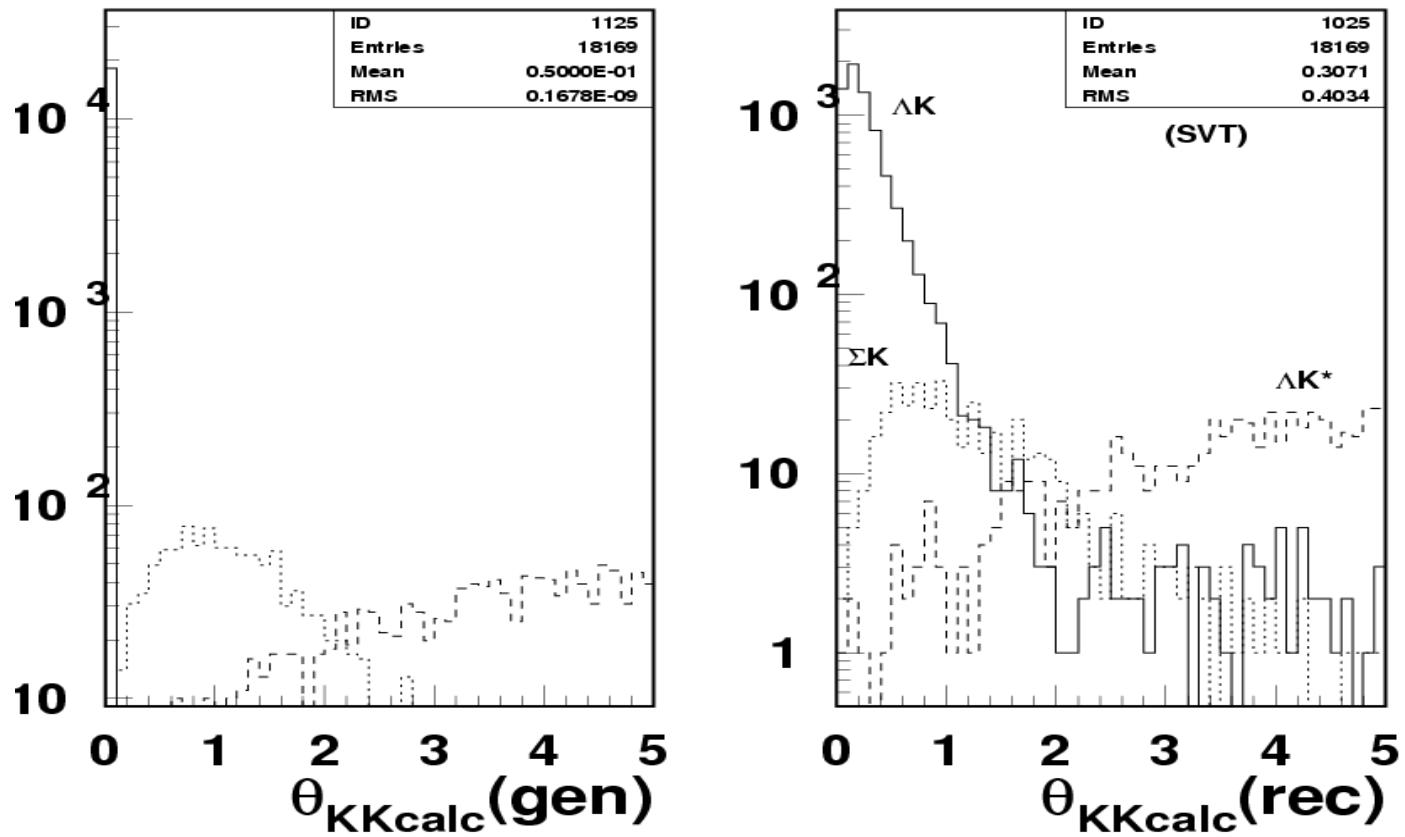 ID 1125
Entries 18169
Mean 0.5000E-01
RMS 0.1678E-09
10 4
10 3
10 2
10
0 1 2 3 4 5
θKKcalc(gen)
ID 1025
Entries 18169
Mean 0.3071
RMS 0.4034
(SVT)
ΛK
ΣK
ΛK*
10 3
10 2
10
1
0 1 2 3 4 5
θKKcalc(rec)